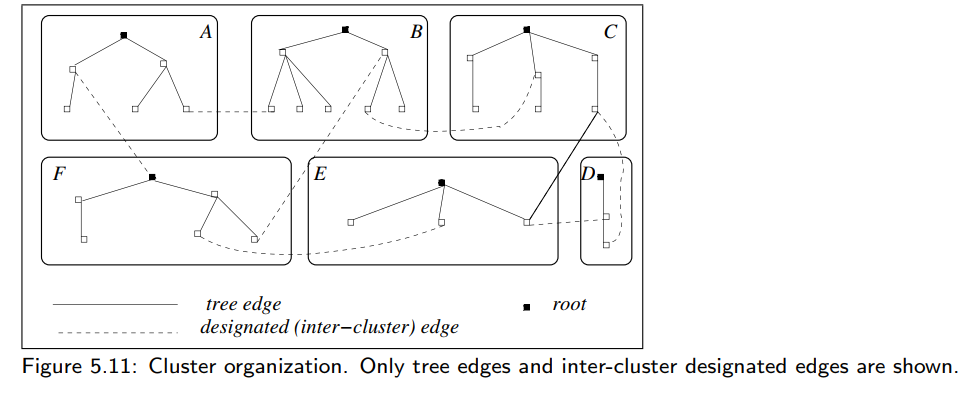 A B C
F E D
tree edge root
designated (inter−cluster) edge
Figure 5.11: Cluster organization. Only tree edges and inter-cluster designated edges are shown.